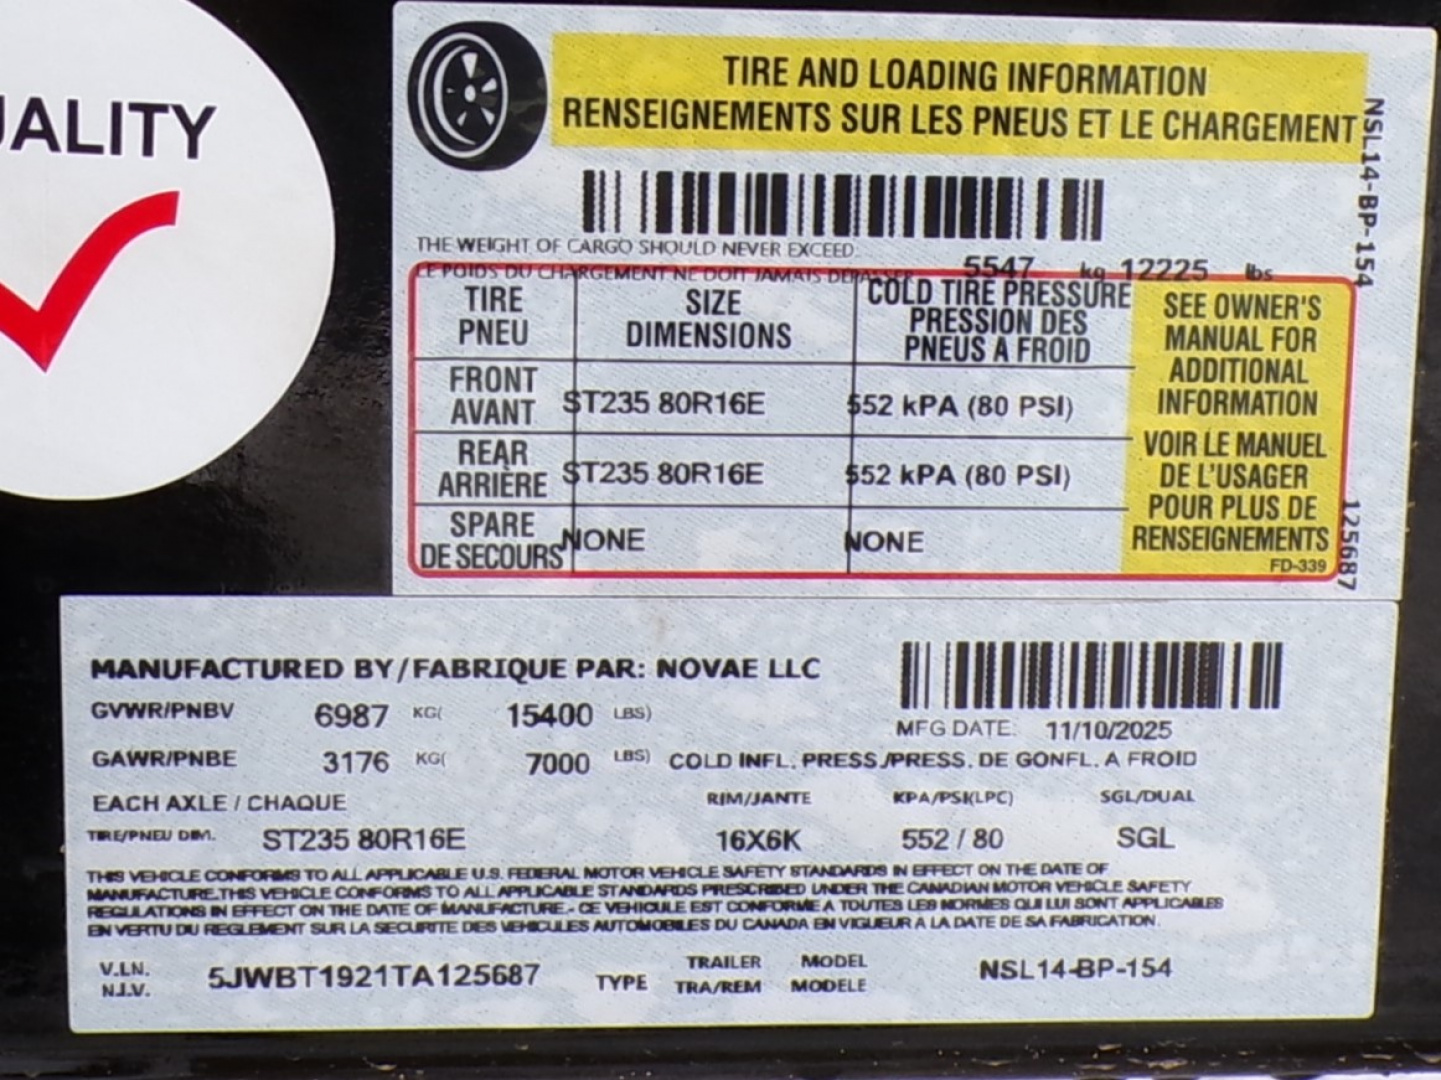 UALITY
TIRE AND LOADING INFORMATION
RENSEIGNEMENTS SUR LES PNEUS ET LE CHARGEMENT
NSL14-BP-154
THE WEIGHT OF CARGO SHOULD NEVER EXCEED
LE POIDS DU CHARGEMENT NE DOIT JAMAIS DEPASSER 5547 kg 12225 lbs
TIRE PNEU SIZE DIMENSIONS COLD TIRE PRESSURE PRESSION DES PNEUS A FROID
FRONT AVANT ST235 80R16E 552 kPA (80 PSI)
REAR ARRIÈRE ST235 80R16E 552 kPA (80 PSI)
SPARE DE SECOURS NONE NONE
SEE OWNER'S
MANUAL FOR
ADDITIONAL
INFORMATION
VOIR LE MANUEL
DE L'USAGER
POUR PLUS DE
RENSEIGNEMENTS
FD-339
125687
MANUFACTURED BY/FABRIQUE PAR: NOVAE LLC
GVWR/PNBV 6987 KG( 15400 LBS)
MFG DATE: 11/10/2025
GAWR/PNBE 3176 KG( 7000 LBS) COLD INFL. PRESS/PRESS. DE GONFL. A FROID
EACH AXLE / CHAQUE RIM/JANTE KPA/PSI(LPC) SGL/DUAL
TIRE/PNEU DIM. ST235 80R16E 16X6K 552 / 80 SGL
THIS VEHICLE CONFORMS TO ALL APPLICABLE U.S. FEDERAL MOTOR VEHICLE SAFETY STANDARDS IN EFFECT ON THE DATE OF
MANUFACTURE.THIS VEHICLE CONFORMS TO ALL APPLICABLE STANDARDS PRESCRIBED UNDER THE CANADIAN MOTOR VEHICLE SAFETY
REGULATIONS IN EFFECT ON THE DATE OF MANUFACTURE.- CE VEHICULE EST CONFORME A TOUTES LES NORMES QUI LUI SONT APPLICABLES
EN VERTU DU REGLEMENT SUR LA SECURITE DES VEHICULES AUTOMOBILES DU CANADA EN VIGUEUR A LA DATE DE SA FABRICATION.
V.I.N. 5JWBT1921TA125687 TYPE TRAILER MODEL NSL14-BP-154
N.I.V. TRA/REM MODELE